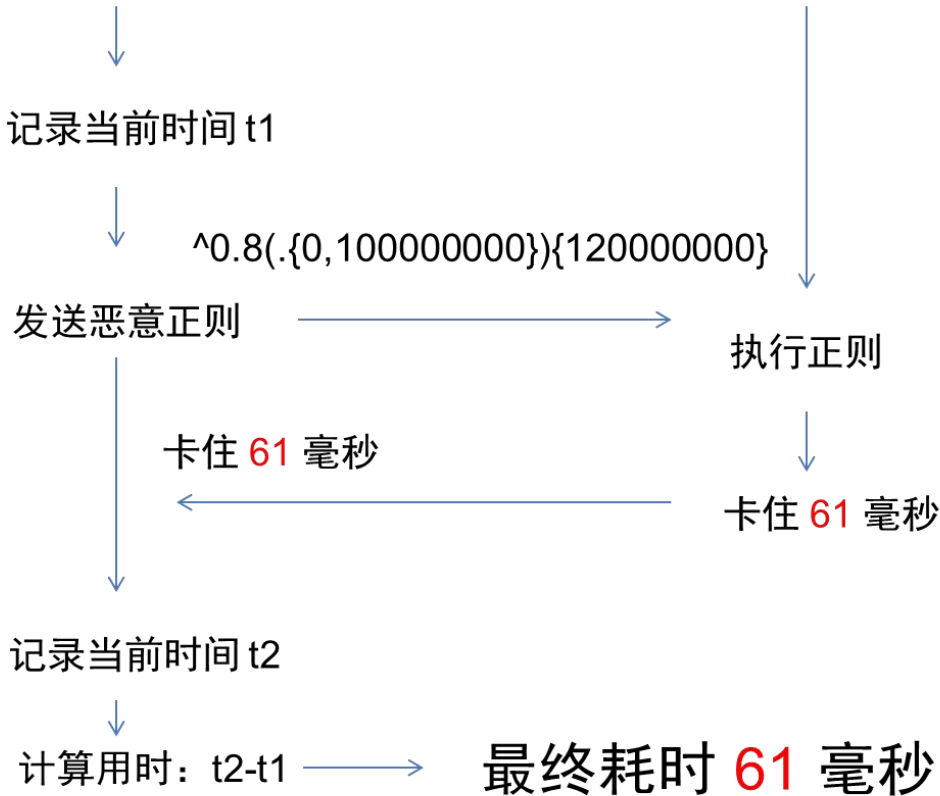 记录当前时间 t1
^0.8(.{0,100000000}){120000000}
发送恶意正则
执行正则
卡住 61 毫秒
卡住 61 毫秒
记录当前时间 t2
计算用时：t2-t1
最终耗时 61 毫秒